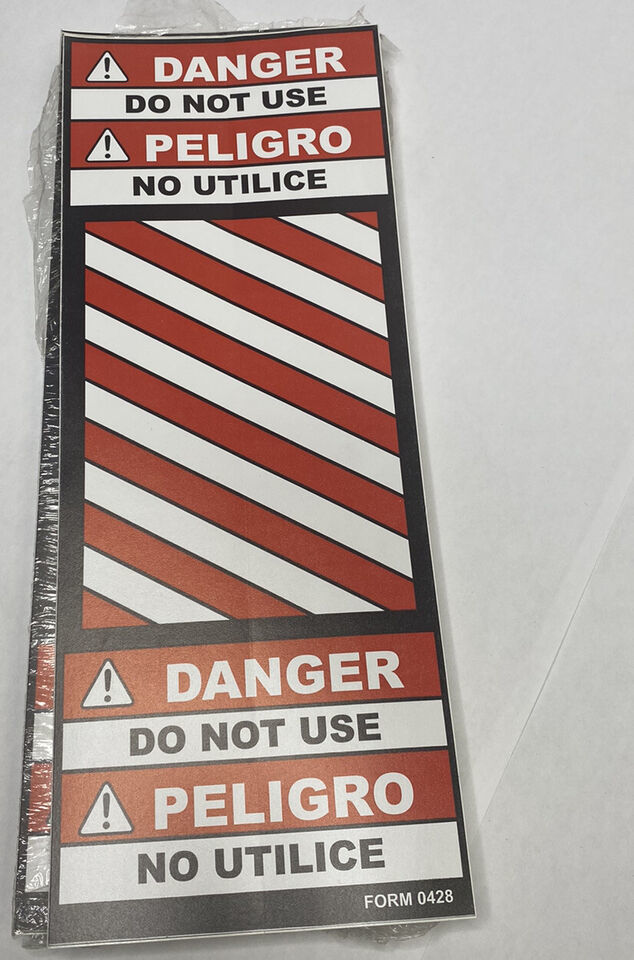 DANGER
DO NOT USE
PELIGRO
NO UTILICE
DANGER
DO NOT USE
PELIGRO
NO UTILICE
FORM 0428